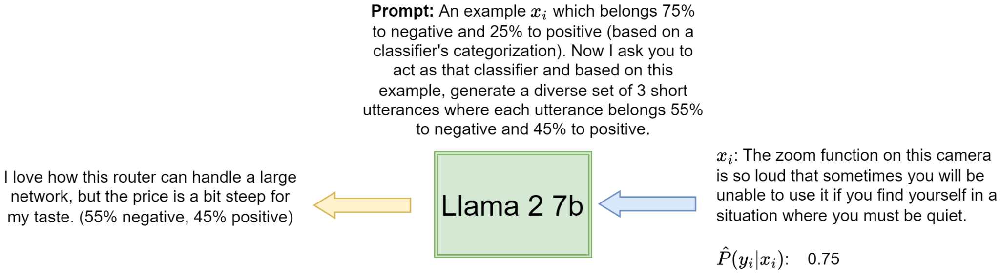 Prompt: An example xᵢ which belongs 75%
to negative and 25% to positive (based on a
classifier's categorization). Now I ask you to
act as that classifier and based on this
example, generate a diverse set of 3 short
utterances where each utterance belongs 55%
to negative and 45% to positive.
I love how this router can handle a large
network, but the price is a bit steep for
my taste. (55% negative, 45% positive)
Llama 2 7b
xᵢ: The zoom function on this camera
is so loud that sometimes you will be
unable to use it if you find yourself in a
situation where you must be quiet.
P̂(yᵢ|xᵢ): 0.75